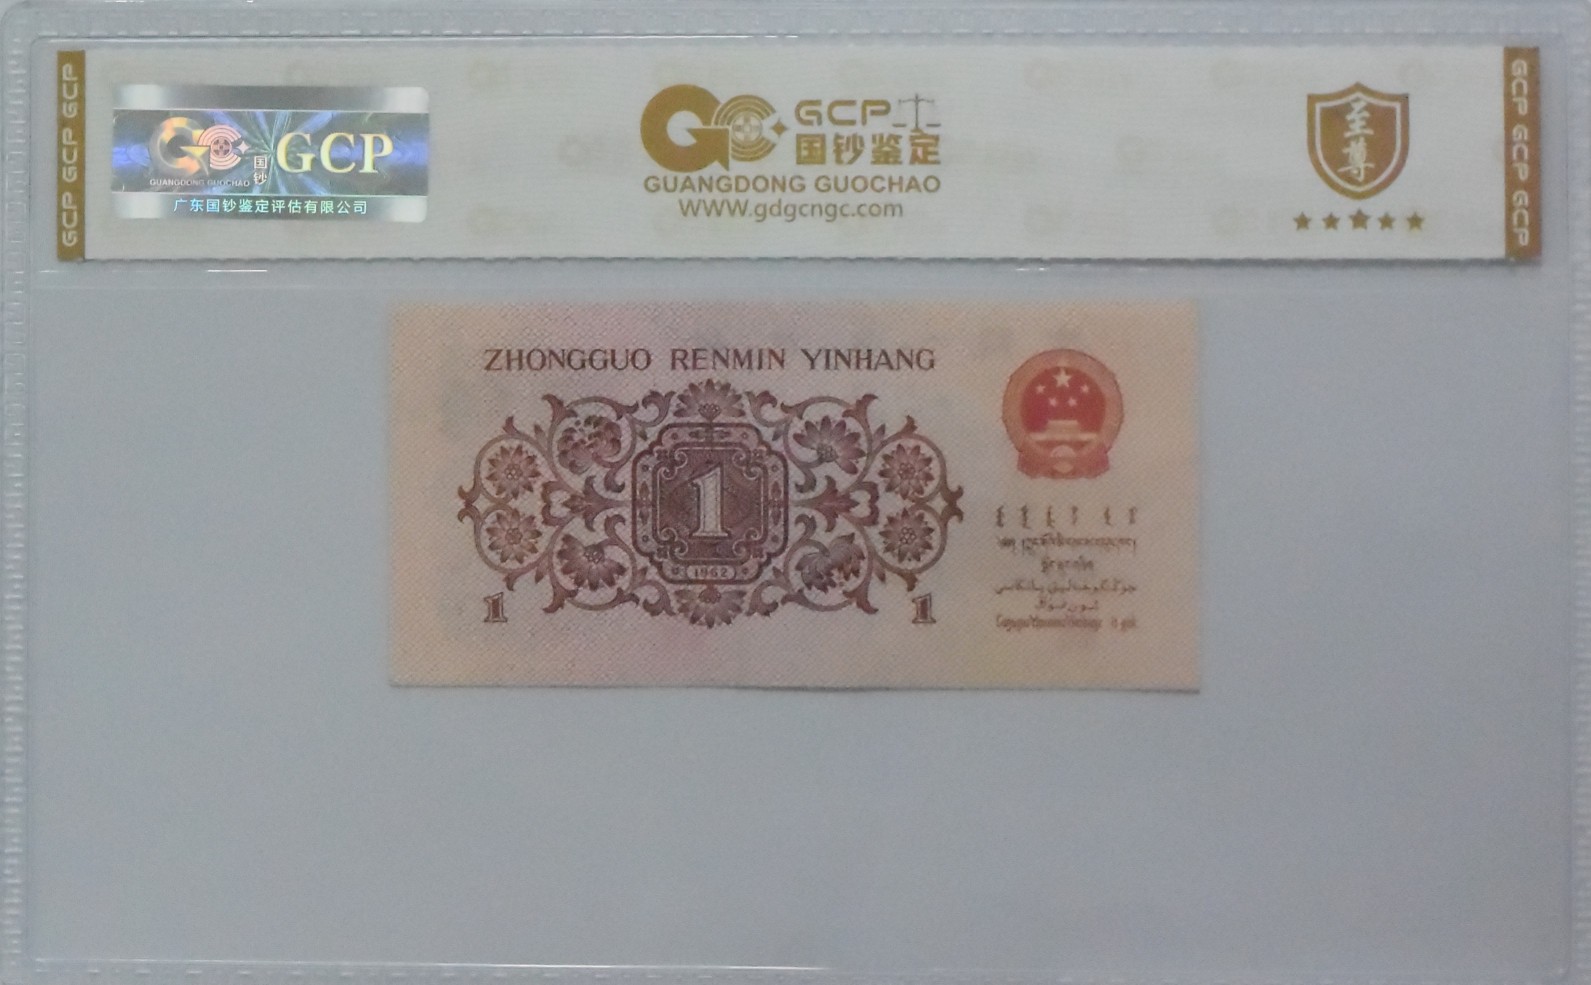 GCP GCP GCP
GUANGDONG GUOCHAO
国钞
GCP
广东国钞鉴定评估有限公司
GCP
国钞鉴定
GUANGDONG GUOCHAO
WWW.gdgcngc.com
至尊
GCP GCP GCP
ZHONGGUO RENMIN YINHANG
1
(1962)
1
1